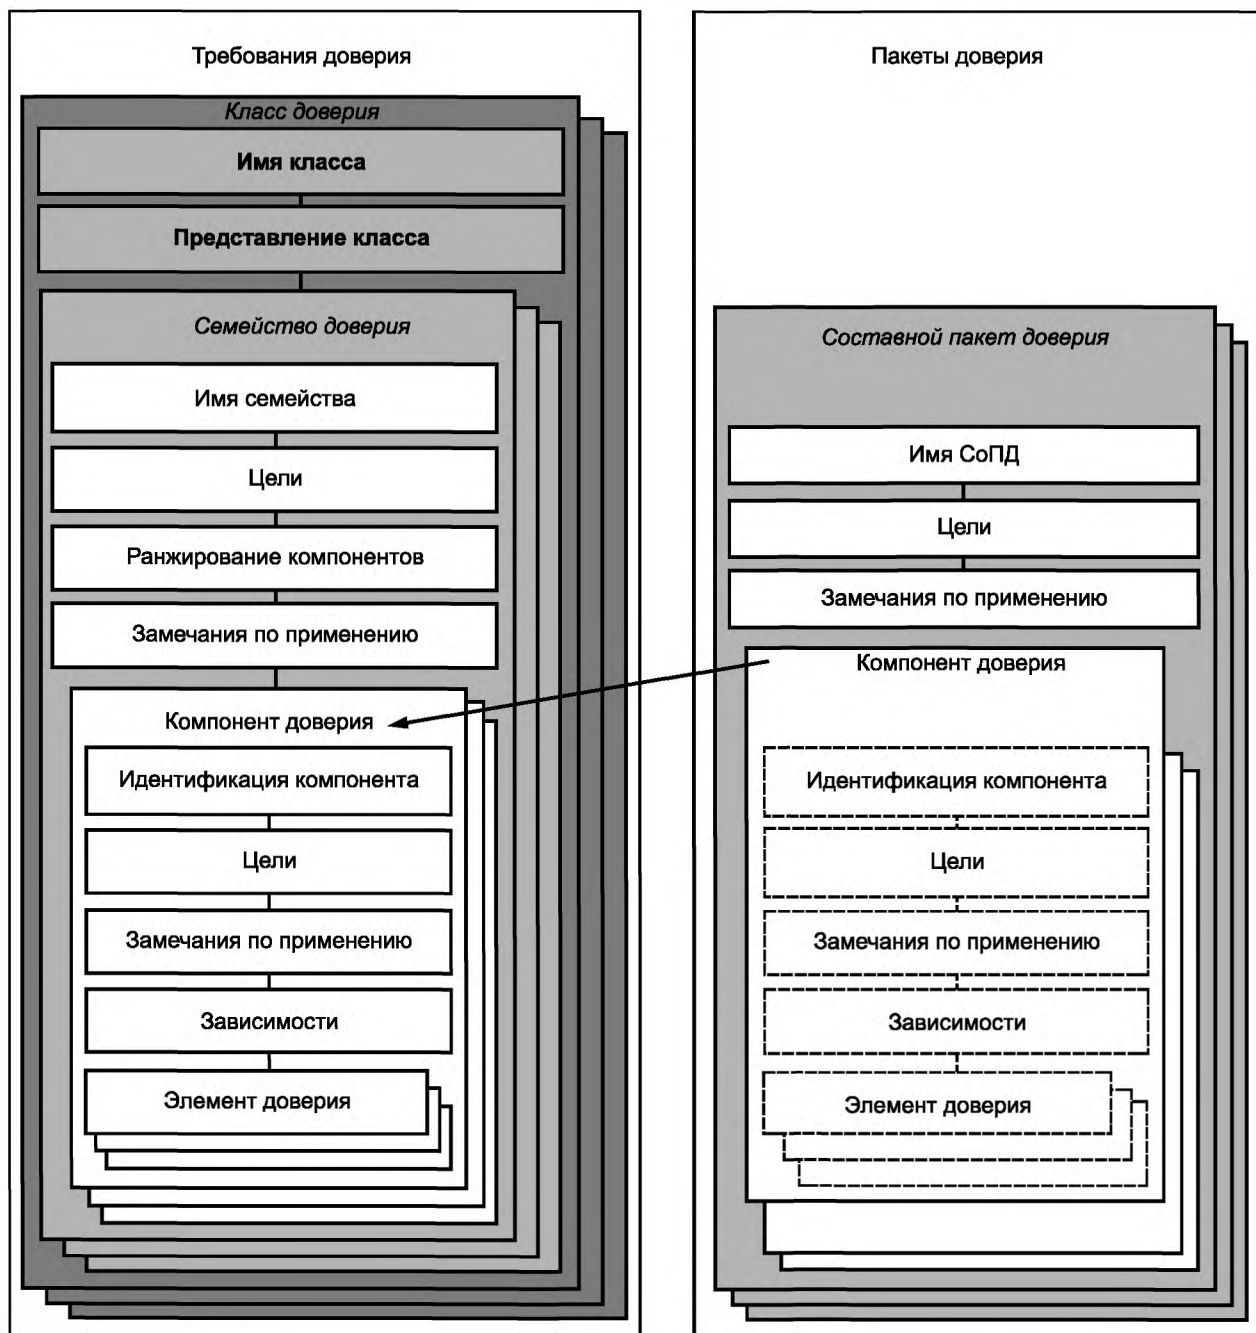 Требования доверия
Класс доверия
Имя класса
Представление класса
Семейство доверия
Имя семейства
Цели
Ранжирование компонентов
Замечания по применению
Компонент доверия
Идентификация компонента
Цели
Замечания по применению
Зависимости
Элемент доверия
Пакеты доверия
Составной пакет доверия
Имя СоПД
Цели
Замечания по применению
Компонент доверия
Идентификация компонента
Цели
Замечания по применению
Зависимости
Элемент доверия